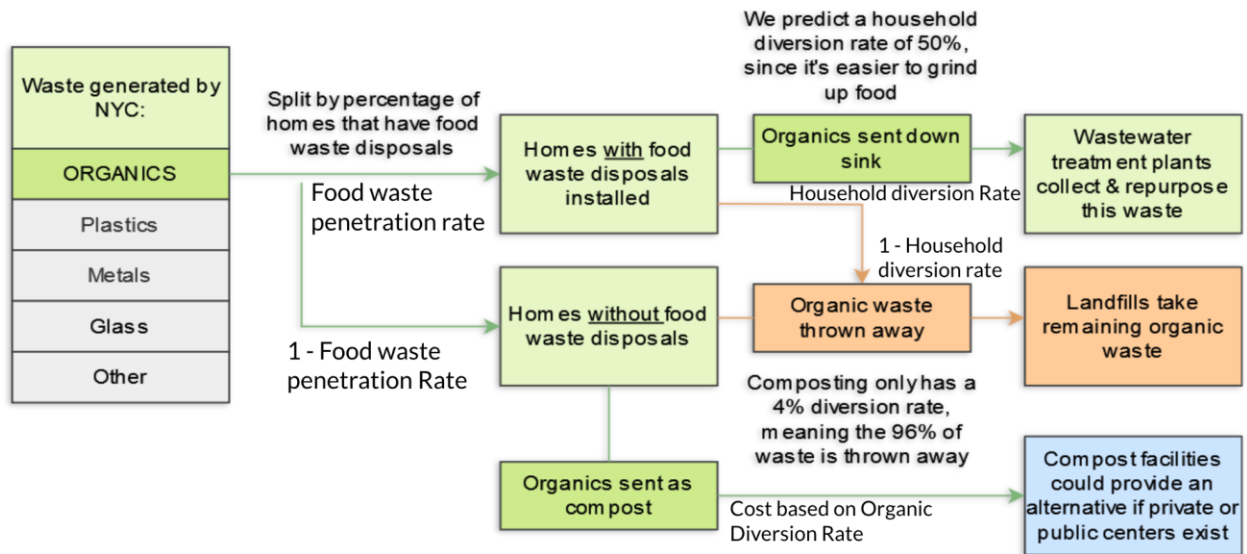 Waste generated by
NYC:
ORGANICS
Plastics
Metals
Glass
Other
Split by percentage of
homes that have food
waste disposals
Food waste
penetration rate
1 - Food waste
penetration Rate
Homes with food
waste disposals
installed
Homes without food
waste disposals
Organics sent as
compost
We predict a household
diversion rate of 50%,
since it's easier to grind
up food
Organics sent down
sink
Household diversion Rate
1 - Household
diversion rate
Organic waste
thrown away
Composting only has a
4% diversion rate,
meaning the 96% of
waste is thrown away
Cost based on Organic
Diversion Rate
Wastewater
treatment plants
collect & repurpose
this waste
Landfills take
remaining organic
waste
Compost facilities
could provide an
alternative if private or
public centers exist